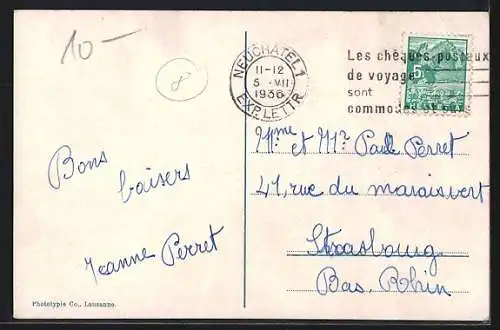 10-
8
NEUCHATEL 1
11-12
5.-VII
1936
EXP. LETTR.
Les chèques postaux
de voyage
sont
5
Bons
baisers
Jeanne Perret
Mme et Mr Paul Perret
41, rue du marais vert
Strasbourg
Bas. Rhin
Phototypie Co., Lausanne.